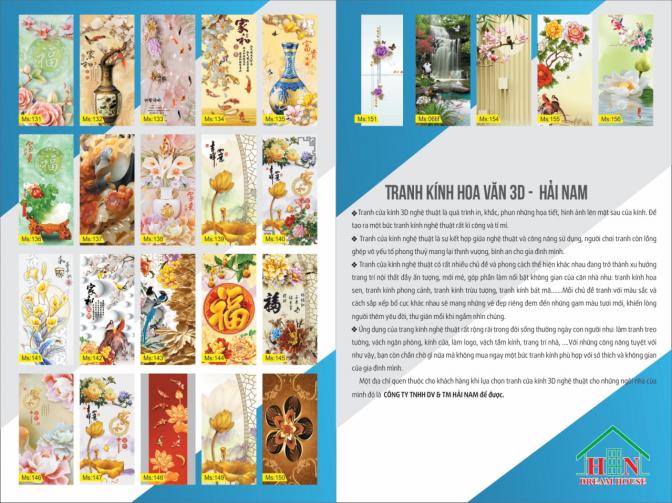 Ms:131
Ms:132
Ms:133
Ms:134
Ms:135
Ms:136
Ms:137
Ms:138
Ms:139
Ms:140
Ms:141
Ms:142
Ms:143
Ms:144
Ms:145
Ms:146
Ms:147
Ms:148
Ms:149
Ms:150
福
家和
福
Ms:151
Ms:06bf
Ms:154
Ms:155
Ms:156
TRANH KÍNH HOA VĂN 3D - HẢI NAM
Tranh của kính 3D nghệ thuật là quá trình in, khắc, phun những họa tiết, hình ảnh lên mặt sau của kính. Để
tạo ra một bức tranh kính nghệ thuật rất kì công và tỉ mỉ.
Tranh của kính nghệ thuật là sự kết hợp giữa nghệ thuật và công năng sử dụng, người chơi tranh còn lồng
ghép vô yếu tố phong thuỷ mang lại thịnh vượng, bình an cho gia đình mình.
Tranh của kính nghệ thuật có rất nhiều chủ đề và phong cách thể hiện khác nhau đang trở thành xu hướng
trang trí nội thất đầy ấn tượng, mới mẻ, góp phần làm nổi bật không gian của căn nhà như: tranh kính hoa
sen, tranh kính phong cảnh, tranh kính trừu tượng, tranh kính bát mã......Mỗi chủ đề tranh với màu sắc và
cách sắp xếp bố cục khác nhau sẽ mang những vẻ đẹp riêng đem đến những gam màu tươi mới, khiến lòng
người thêm yêu đời, thư giãn mỗi khi ngắm nhìn chúng.
Ứng dụng của trang kính nghệ thuật rất rộng rãi trong đời sống thường ngày con người như: làm tranh treo
tường, vách ngăn phòng, kính cửa, làm logo, vách tắm kính, trang trí nhà, ....Với những công năng tuyệt vời
như vậy, bạn còn chần chờ gì nữa mà không mua ngay một bức tranh kính phù hợp với sở thích và không gian
của gia đình mình.
Một địa chỉ quen thuộc cho khách hàng khi lựa chọn tranh cửa kính 3D nghệ thuật cho những ngôi nhà của
mình đó là CÔNG TY TNHH DV & TM HẢI NAM để được.
HN
DREAM HOUSE